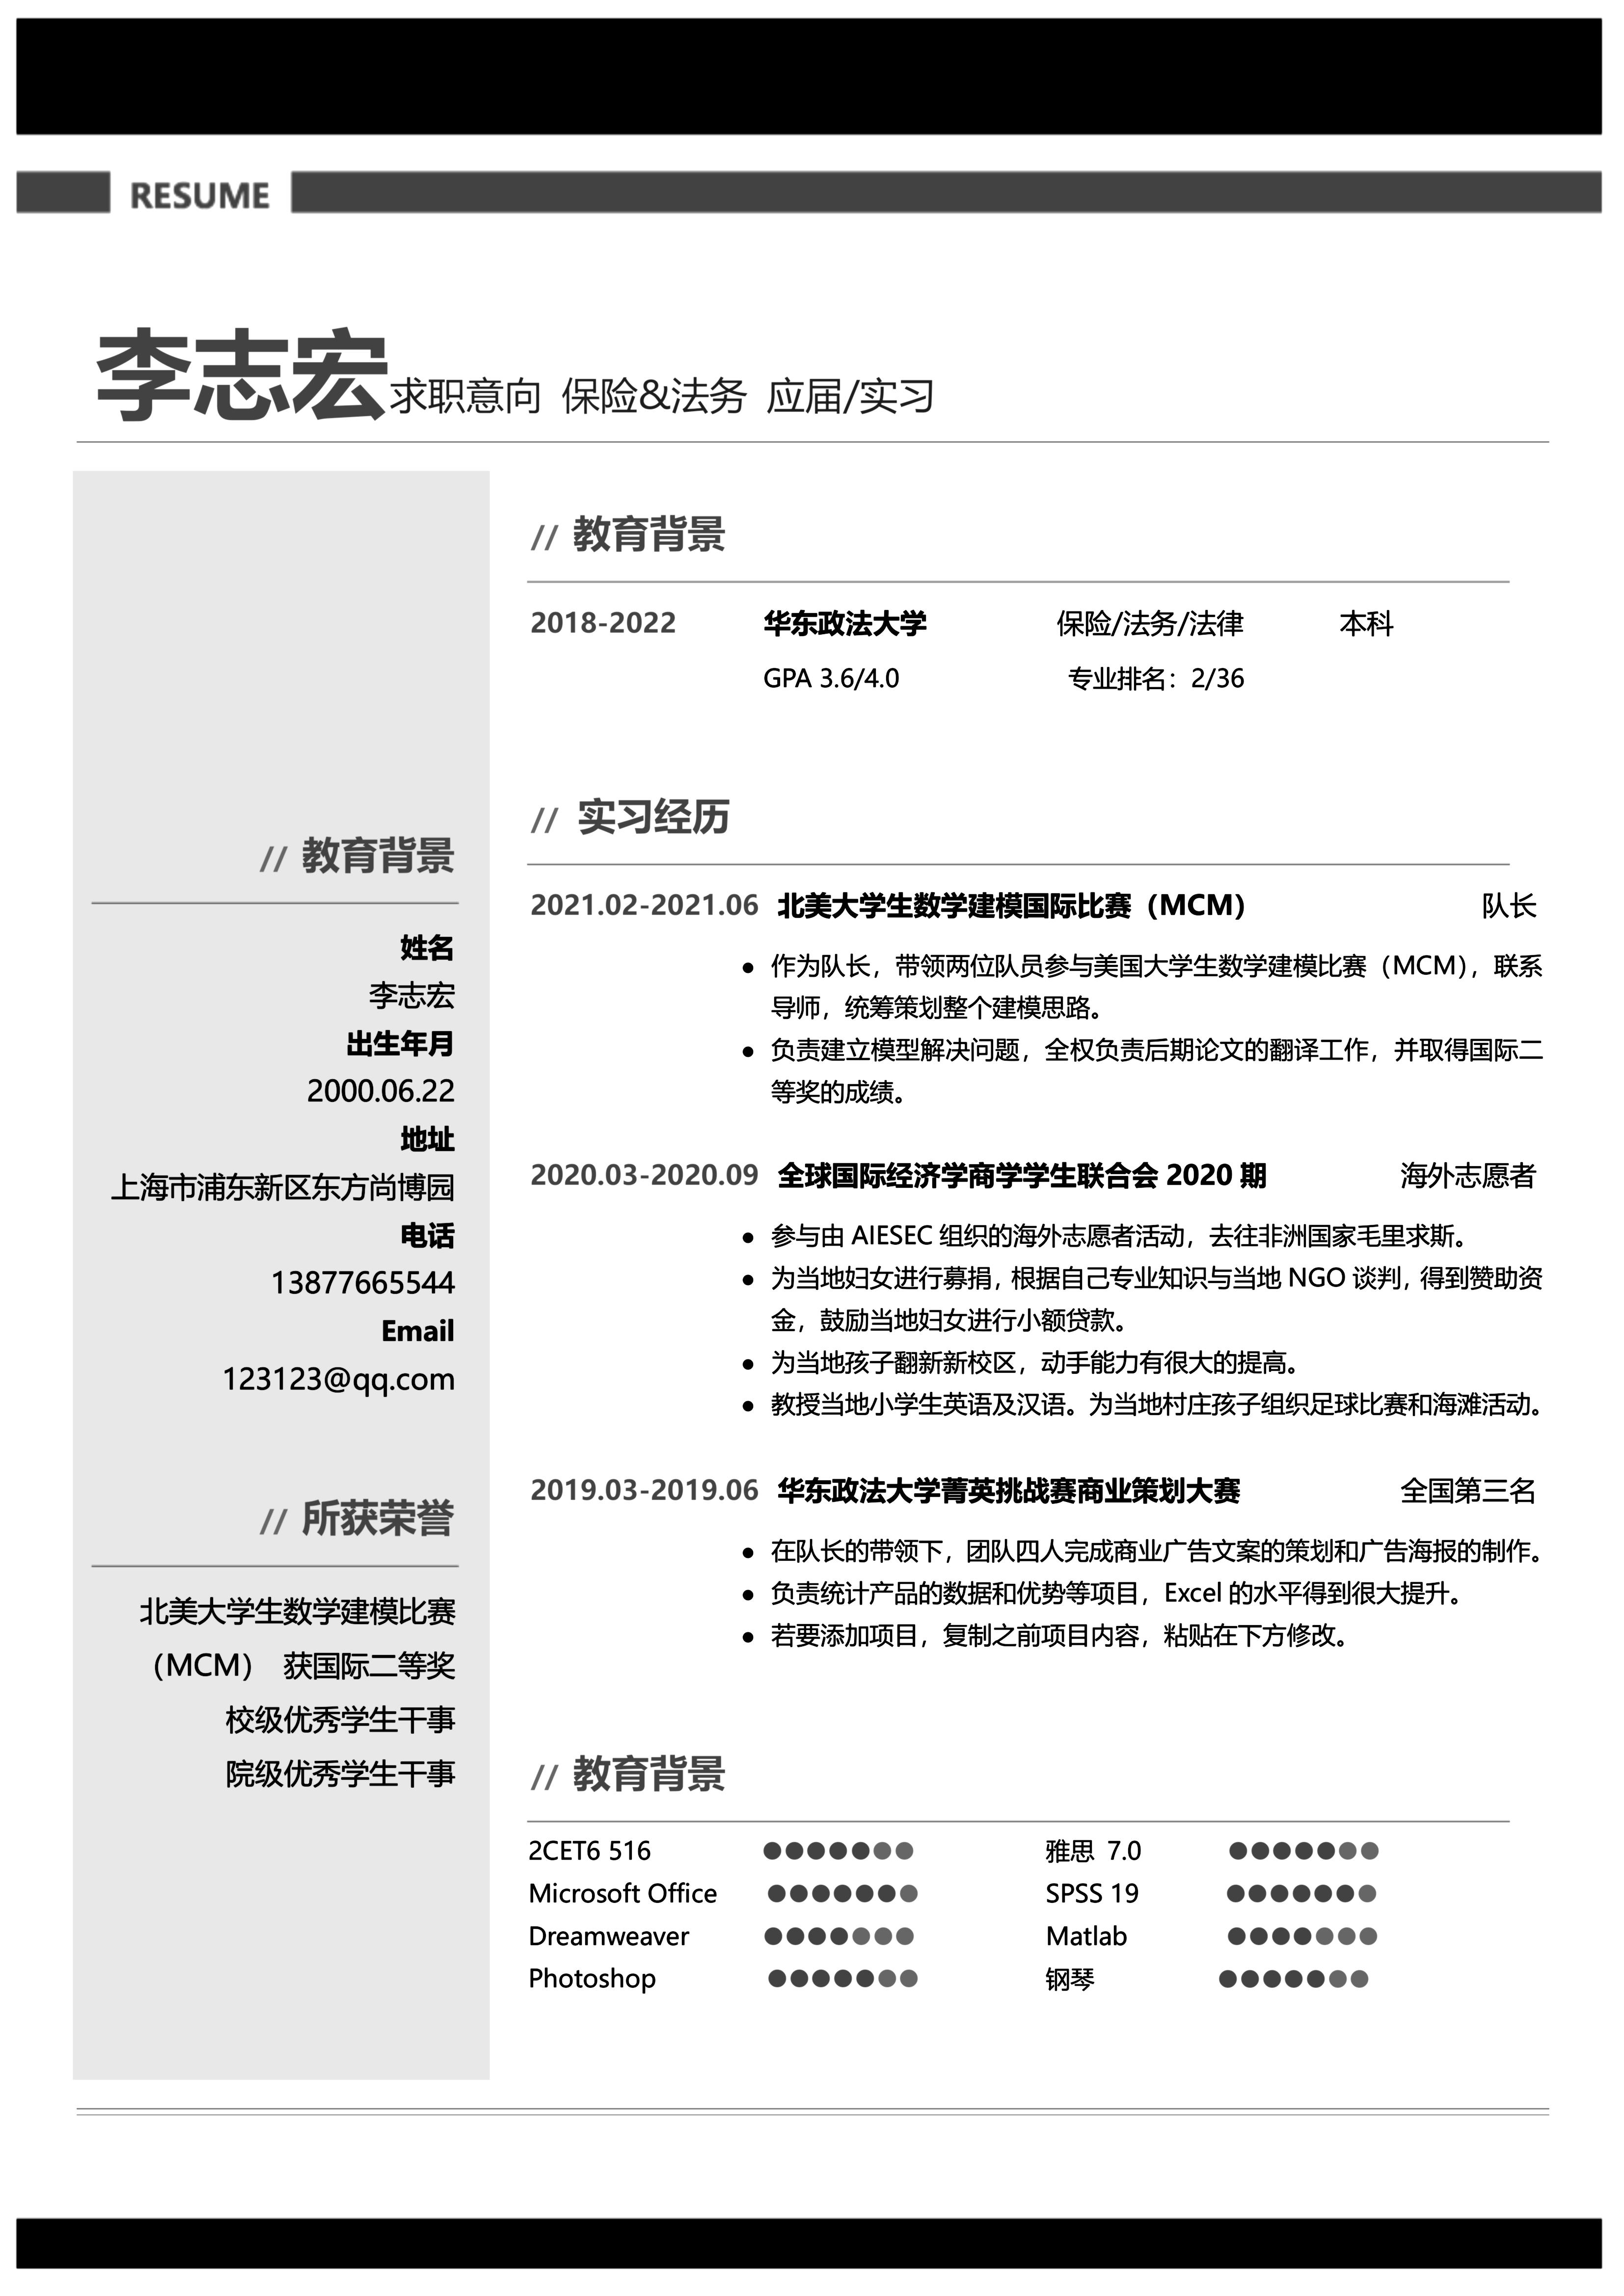 RESUME
李志宏求职意向 保险&法务 应届/实习
// 教育背景
姓名
李志宏
出生年月
2000.06.22
地址
上海市浦东新区东方尚博园
电话
13877665544
Email
123123@qq.com
// 所获荣誉
北美大学生数学建模比赛
（MCM） 获国际二等奖
校级优秀学生干事
院级优秀学生干事
// 教育背景
2018-2022 华东政法大学 保险/法务/法律 本科
GPA 3.6/4.0 专业排名：2/36
// 实习经历
2021.02-2021.06 北美大学生数学建模国际比赛（MCM） 队长
● 作为队长，带领两位队员参与美国大学生数学建模比赛（MCM），联系
导师，统筹策划整个建模思路。
● 负责建立模型解决问题，全权负责后期论文的翻译工作，并取得国际二
等奖的成绩。
2020.03-2020.09 全球国际经济学商学学生联合会 2020 期 海外志愿者
● 参与由 AIESEC 组织的海外志愿者活动，去往非洲国家毛里求斯。
● 为当地妇女进行募捐，根据自己专业知识与当地 NGO 谈判，得到赞助资
金，鼓励当地妇女进行小额贷款。
● 为当地孩子翻新新校区，动手能力有很大的提高。
● 教授当地小学生英语及汉语。为当地村庄孩子组织足球比赛和海滩活动。
2019.03-2019.06 华东政法大学菁英挑战赛商业策划大赛 全国第三名
● 在队长的带领下，团队四人完成商业广告文案的策划和广告海报的制作。
● 负责统计产品的数据和优势等项目，Excel 的水平得到很大提升。
● 若要添加项目，复制之前项目内容，粘贴在下方修改。
// 教育背景
2CET6 516 ●●●●●●● 雅思 7.0 ●●●●●●●
Microsoft Office ●●●●●●● SPSS 19 ●●●●●●●
Dreamweaver ●●●●●●● Matlab ●●●●●●●
Photoshop ●●●●●●● 钢琴 ●●●●●●●